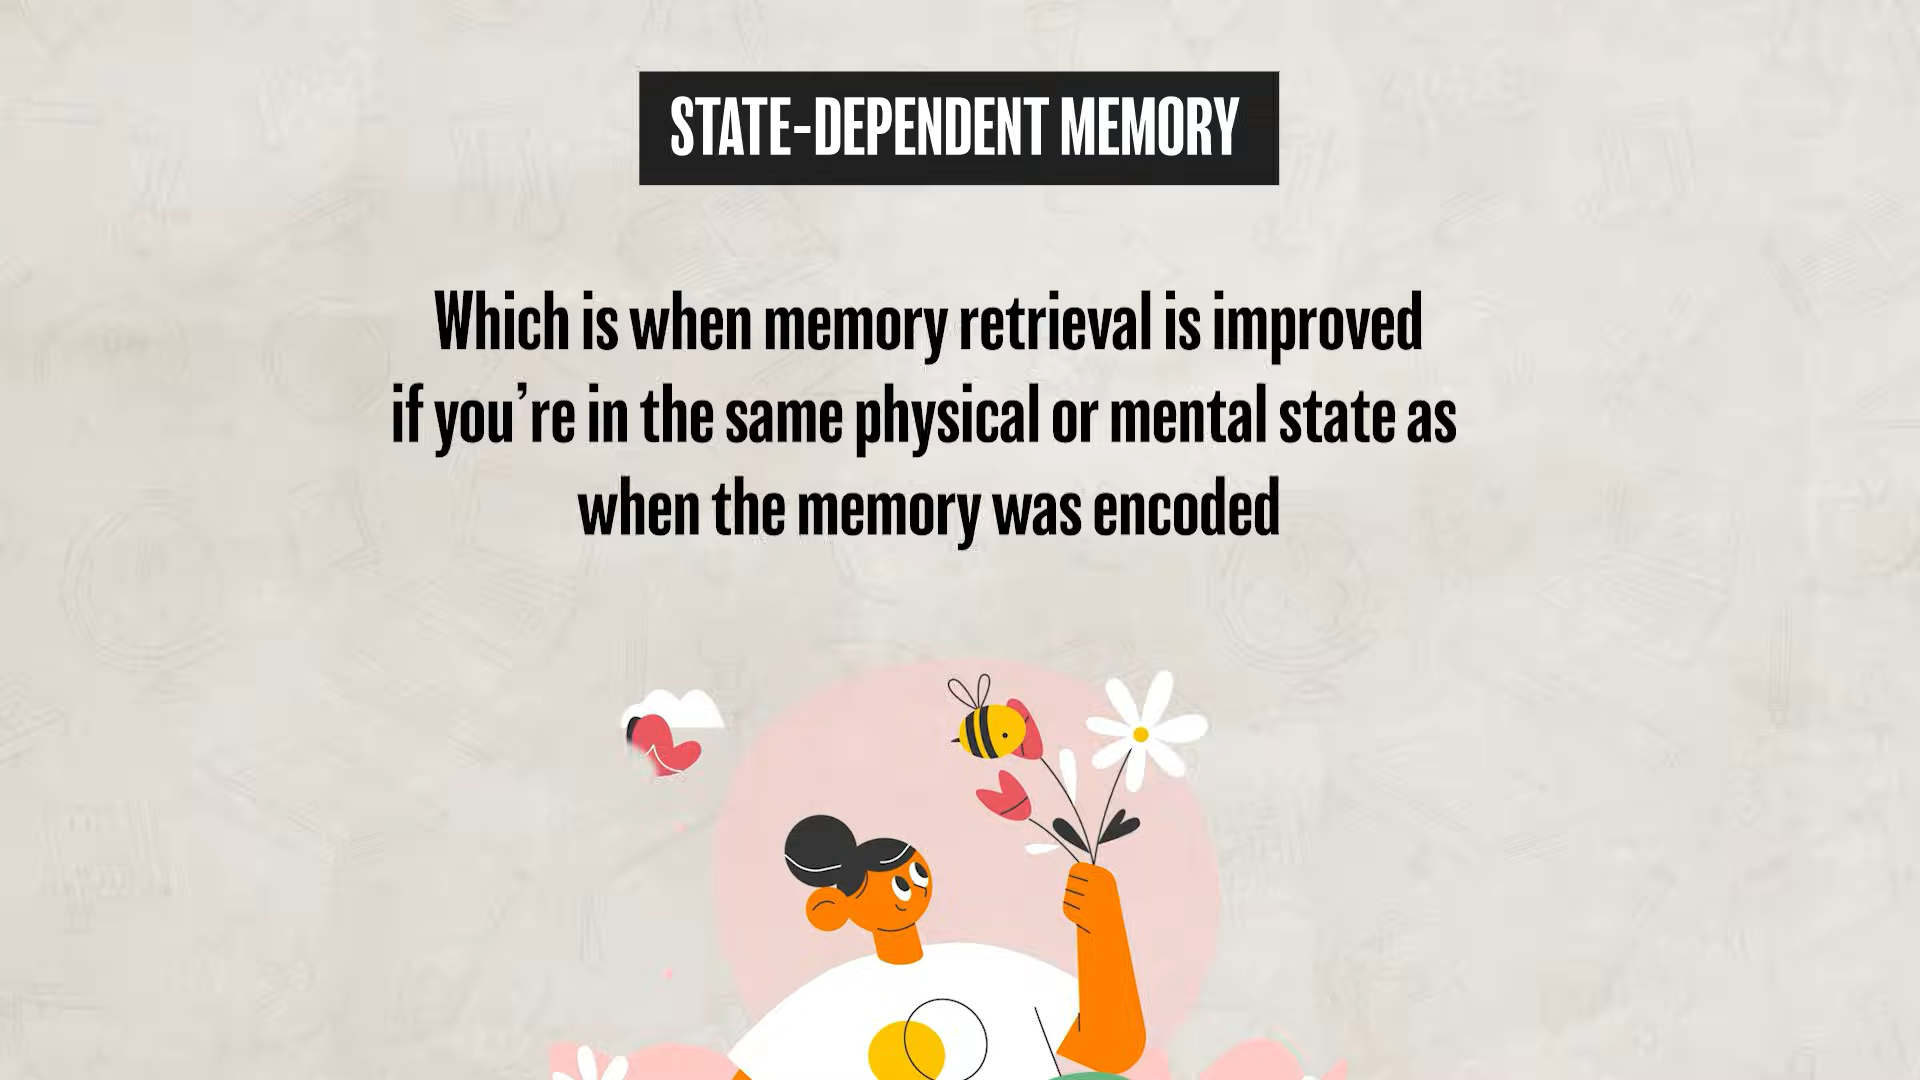 STATE-DEPENDENT MEMORY
Which is when memory retrieval is improved
if you’re in the same physical or mental state as
when the memory was encoded